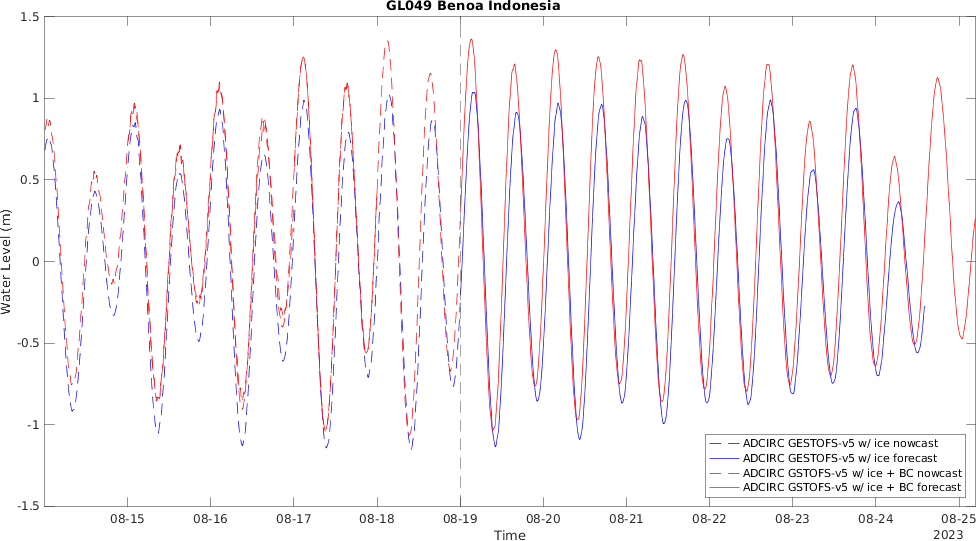 GL049 Benoa Indonesia
1.5
1
0.5
0
-0.5
-1
-1.5
Water Level (m)
08-15 08-16 08-17 08-18 08-19 08-20 08-21 08-22 08-23 08-24 08-25
Time
2023
ADCIRC GESTOFS-v5 w/ ice nowcast
ADCIRC GESTOFS-v5 w/ ice forecast
ADCIRC GSTOFS-v5 w/ ice + BC nowcast
ADCIRC GSTOFS-v5 w/ ice + BC forecast